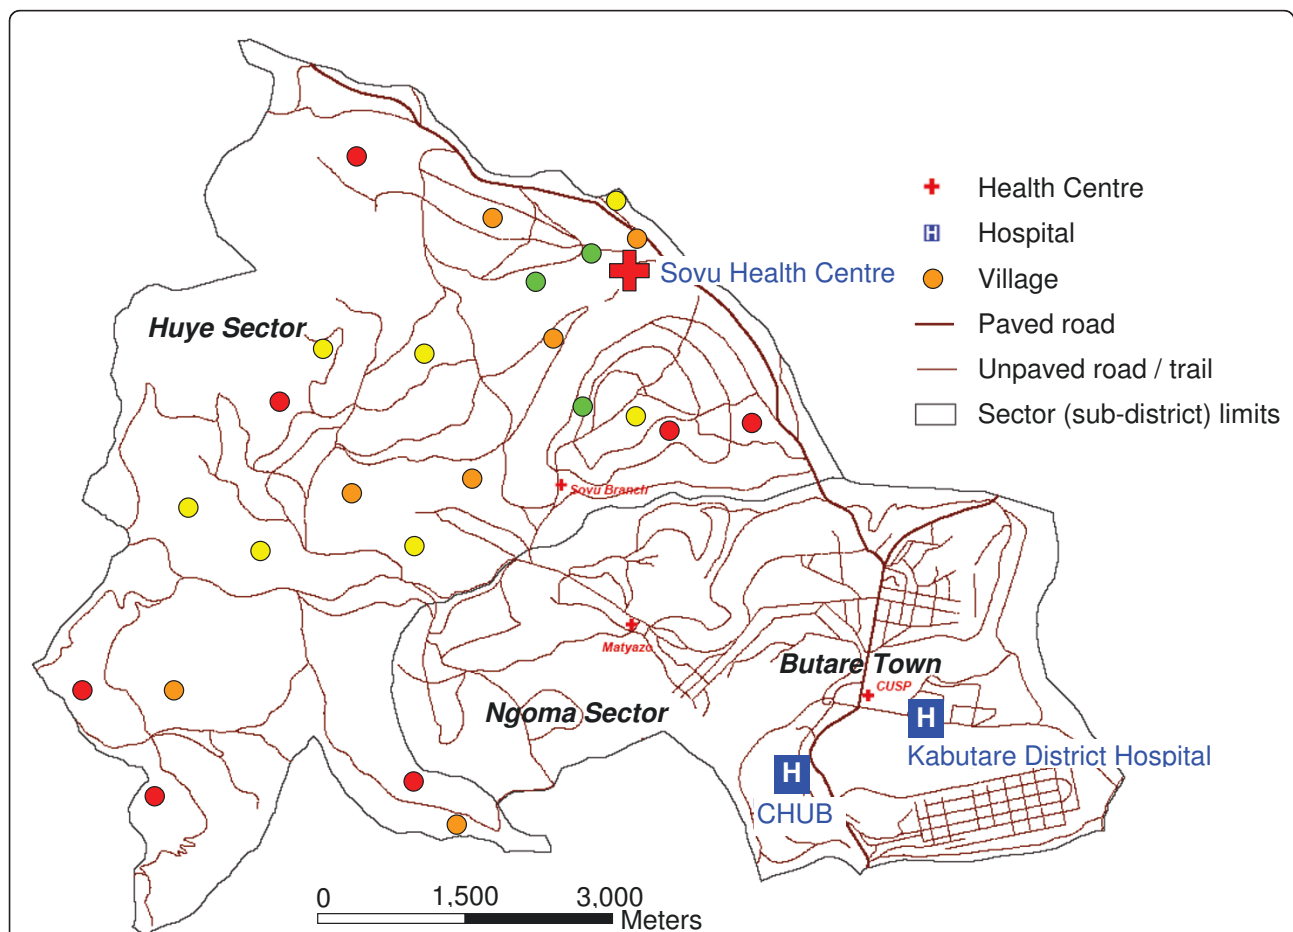 Health Centre
Hospital
Village
Paved road
Unpaved road / trail
Sector (sub-district) limits
Sovu Health Centre
Huye Sector
Sovu Branch
Matyazo
Butare Town
CUSP
Ngoma Sector
H
Kabutare District Hospital
H
CHUB
0 1,500 3,000
Meters